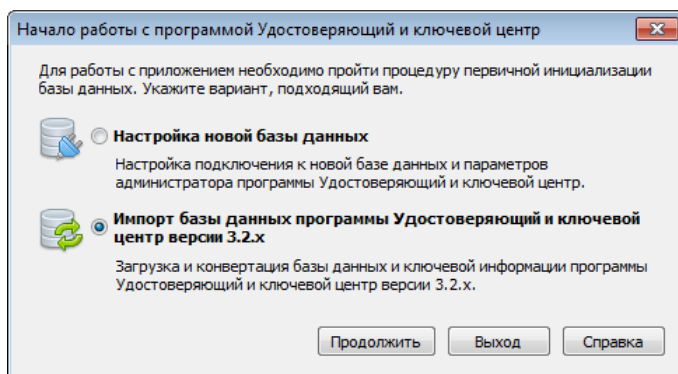 Начало работы с программой Удостоверяющий и ключевой центр
Для работы с приложением необходимо пройти процедуру первичной инициализации
базы данных. Укажите вариант, подходящий вам.
Настройка новой базы данных
Настройка подключения к новой базе данных и параметров
администратора программы Удостоверяющий и ключевой центр.
Импорт базы данных программы Удостоверяющий и ключевой
центр версии 3.2.x
Загрузка и конвертация базы данных и ключевой информации программы
Удостоверяющий и ключевой центр версии 3.2.x.
Продолжить
Выход
Справка